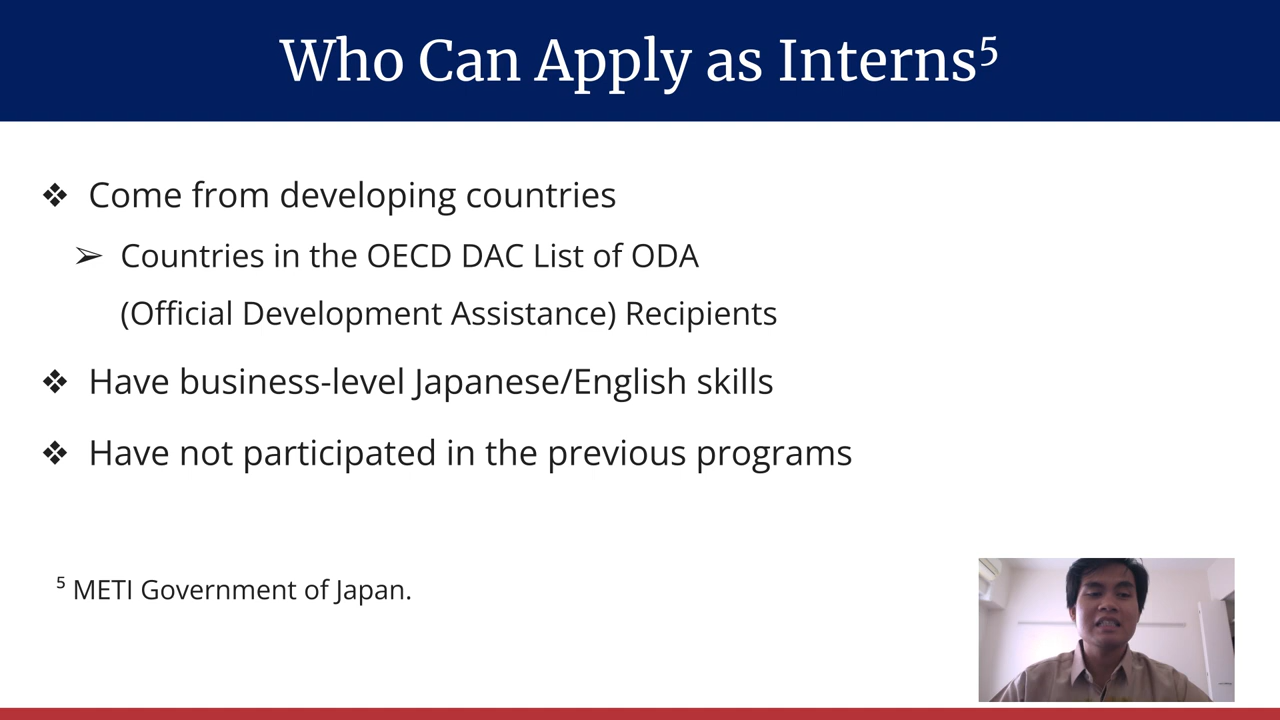 Who Can Apply as Interns⁵
❖ Come from developing countries
➢ Countries in the OECD DAC List of ODA
(Official Development Assistance) Recipients
❖ Have business-level Japanese/English skills
❖ Have not participated in the previous programs
⁵ METI Government of Japan.